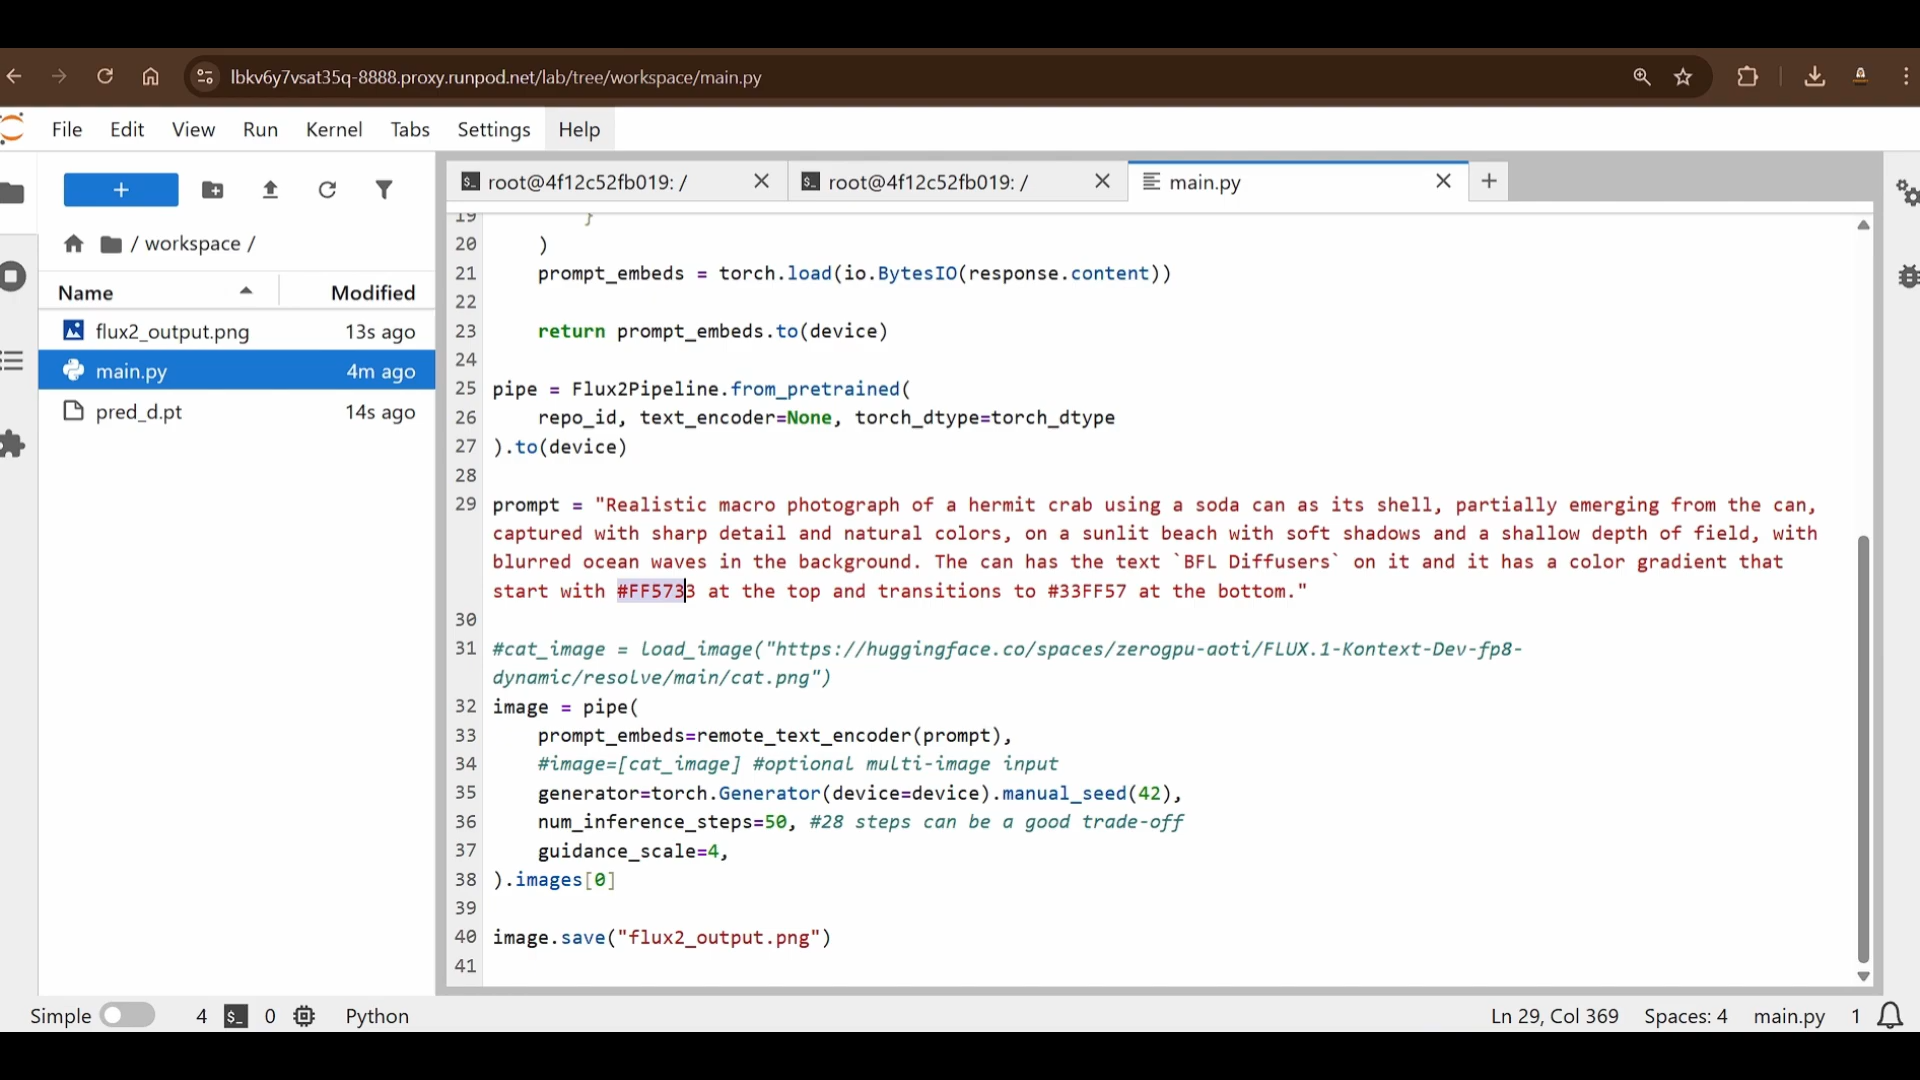 lbkv6y7vsat35q-8888.proxy.runpod.net/lab/tree/workspace/main.py
File Edit View Run Kernel Tabs Settings Help
root@4f12c52fb019: / root@4f12c52fb019: / main.py
/ workspace /
Name Modified
flux2_output.png 13s ago
main.py 4m ago
pred_d.pt 14s ago
19         }
20     )
21     prompt_embeds = torch.load(io.BytesIO(response.content))
22
23     return prompt_embeds.to(device)
24
25 pipe = Flux2Pipeline.from_pretrained(
26     repo_id, text_encoder=None, torch_dtype=torch_dtype
27 ).to(device)
28
29 prompt = "Realistic macro photograph of a hermit crab using a soda can as its shell, partially emerging from the can,
captured with sharp detail and natural colors, on a sunlit beach with soft shadows and a shallow depth of field, with
blurred ocean waves in the background. The can has the text `BFL Diffusers` on it and it has a color gradient that
start with #FF5733 at the top and transitions to #33FF57 at the bottom."
30
31 #cat_image = load_image("https://huggingface.co/spaces/zerogpu-aoti/FLUX.1-Kontext-Dev-fp8-
dynamic/resolve/main/cat.png")
32 image = pipe(
33     prompt_embeds=remote_text_encoder(prompt),
34     #image=[cat_image] #optional multi-image input
35     generator=torch.Generator(device=device).manual_seed(42),
36     num_inference_steps=50, #28 steps can be a good trade-off
37     guidance_scale=4,
38 ).images[0]
39
40 image.save("flux2_output.png")
41
Simple 4 $_ 0 Python Ln 29, Col 369 Spaces: 4 main.py 1